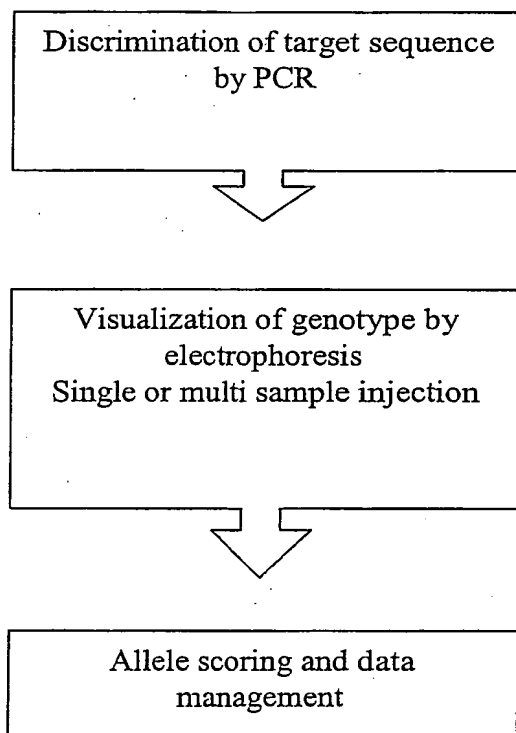 Discrimination of target sequence
by PCR
Visualization of genotype by
electrophoresis
Single or multi sample injection
Allele scoring and data
management